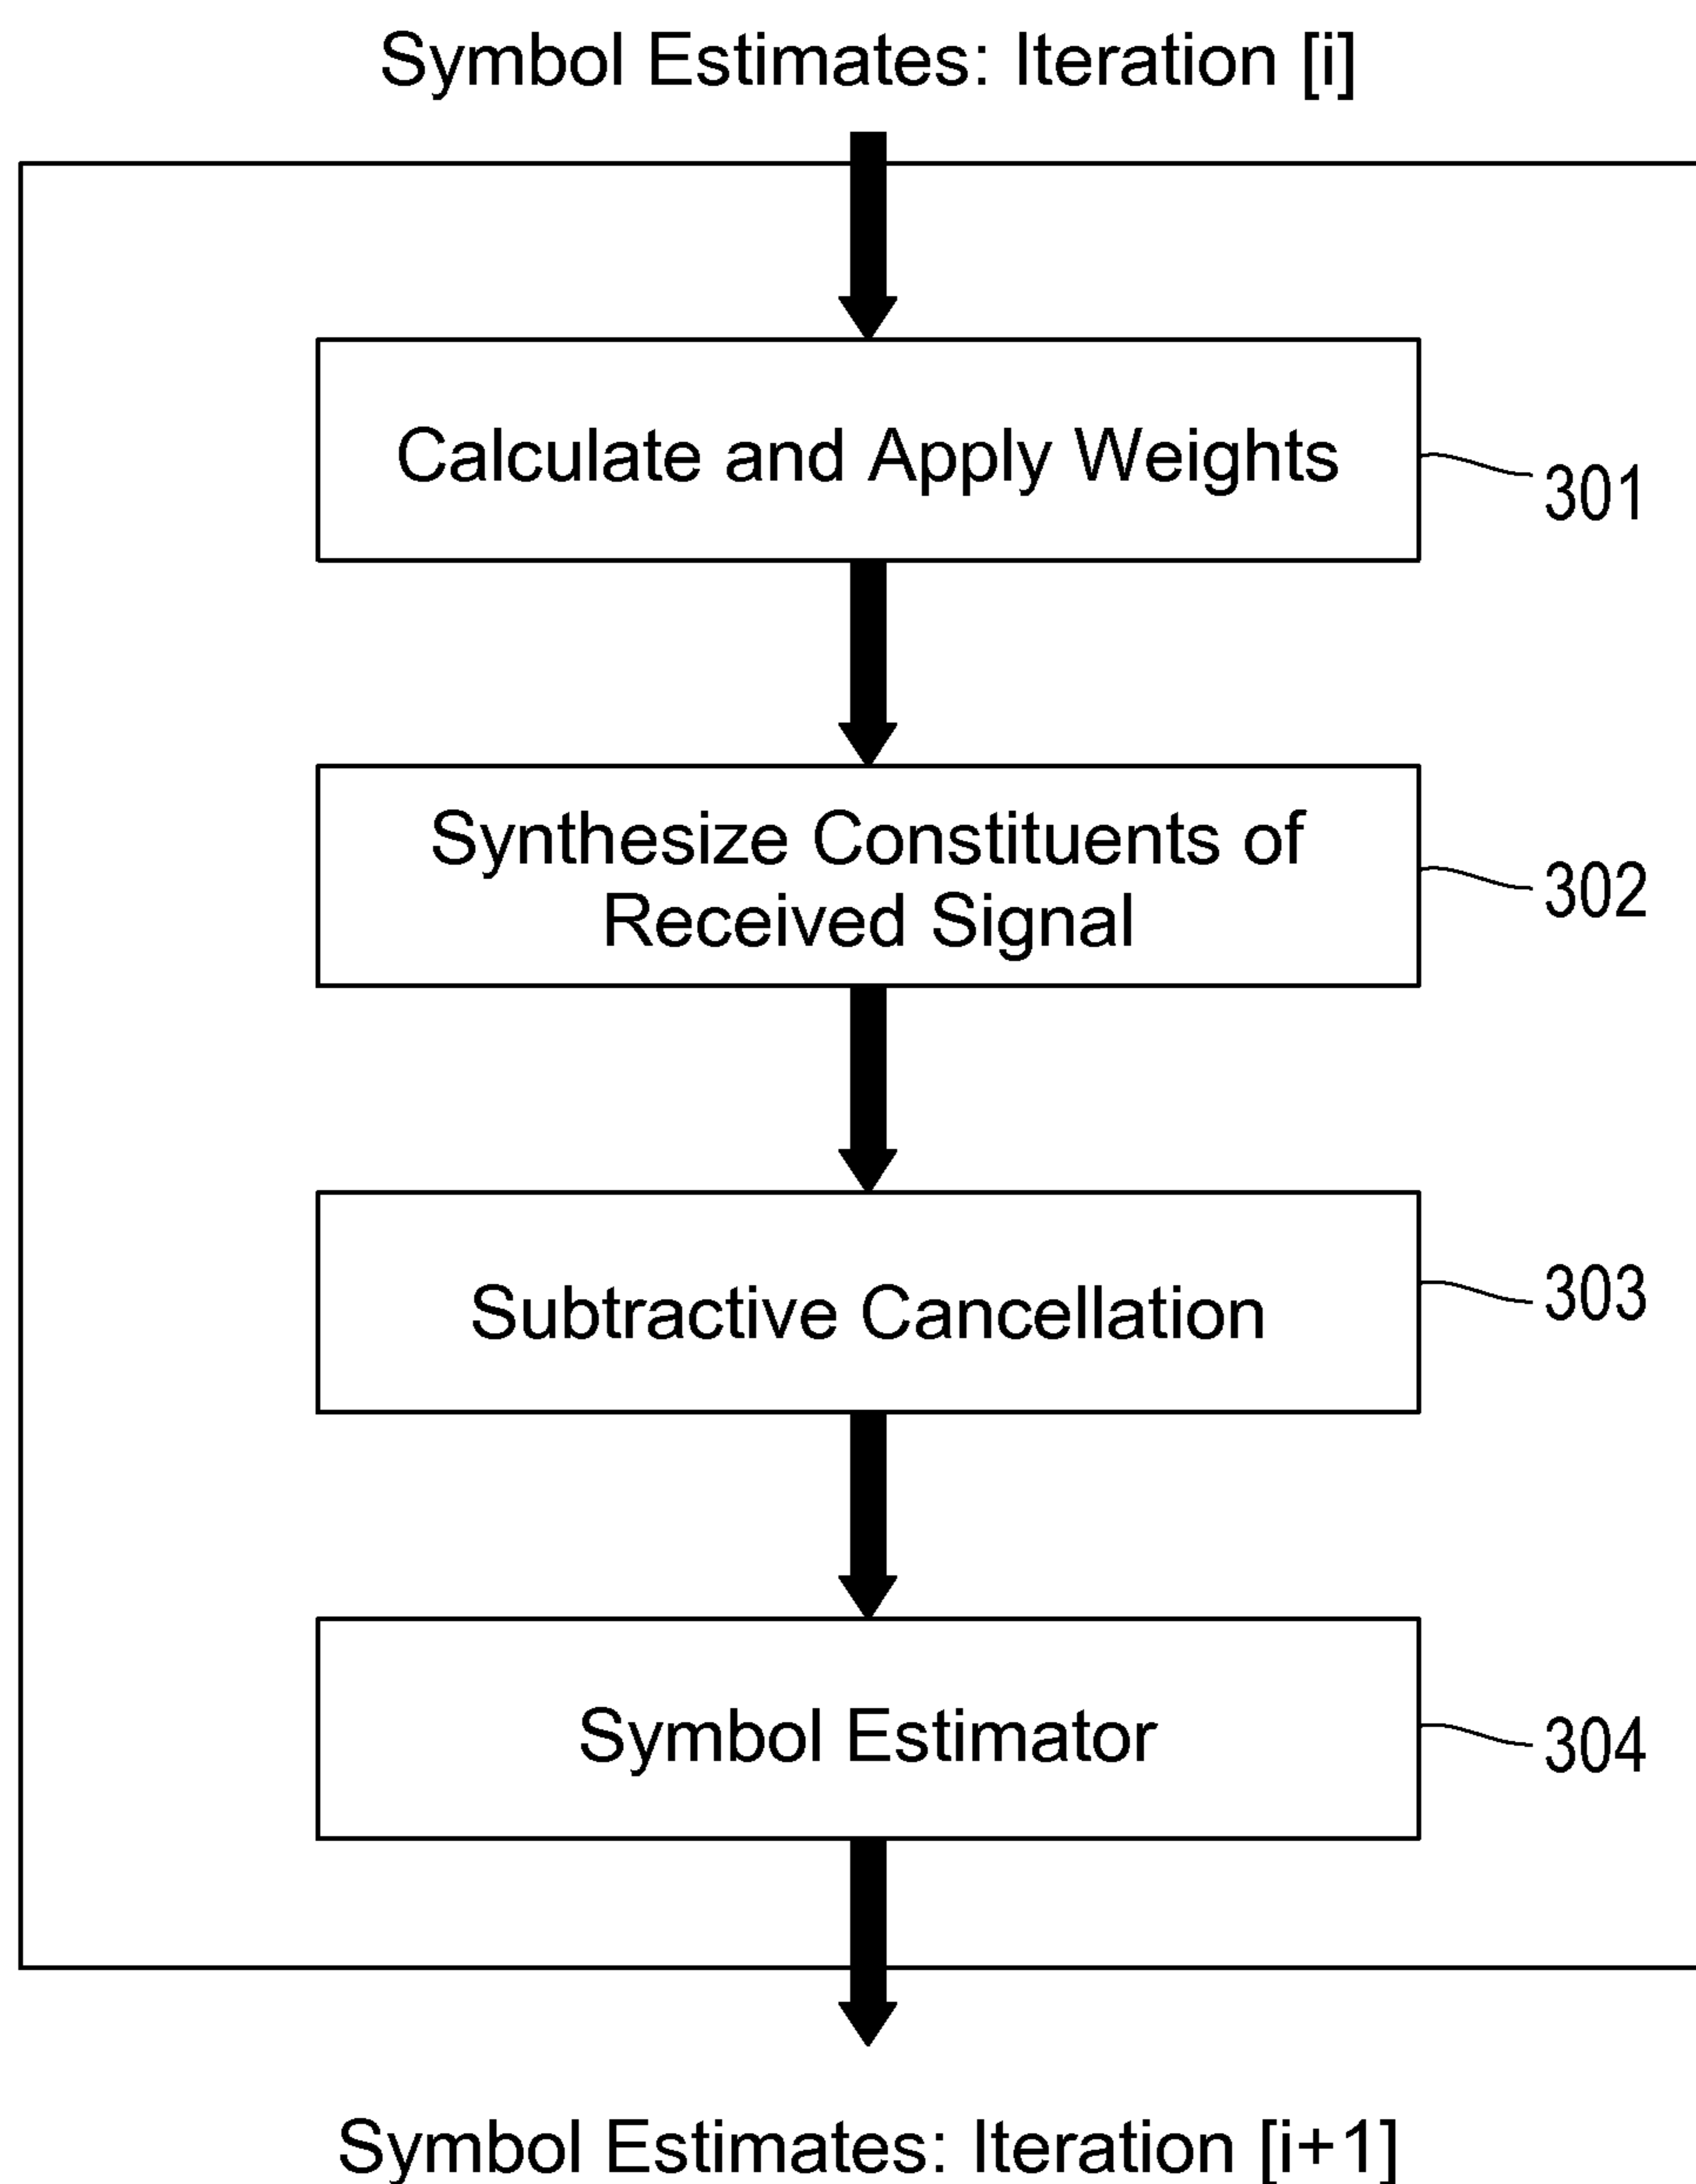 Symbol Estimates: Iteration [i]
Calculate and Apply Weights
301
Synthesize Constituents of
Received Signal
302
Subtractive Cancellation
303
Symbol Estimator
304
Symbol Estimates: Iteration [i+1]